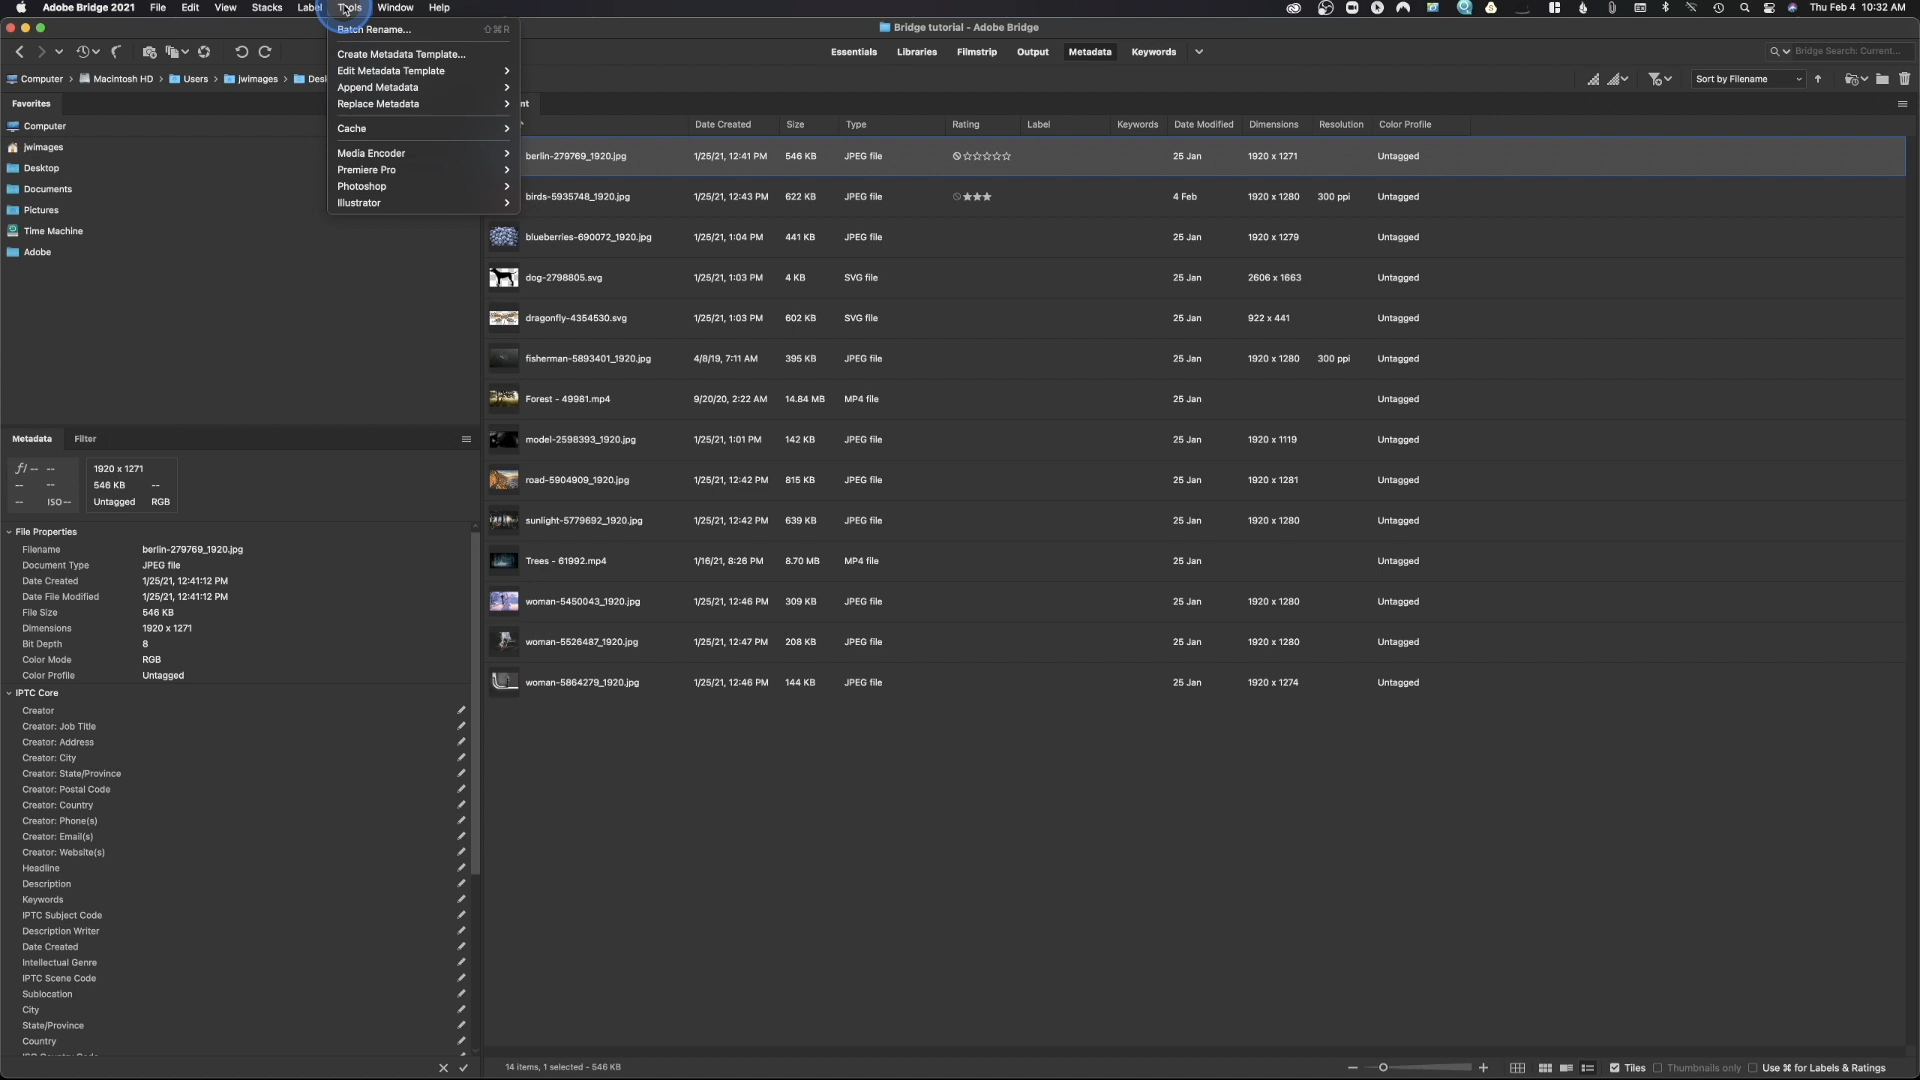 Adobe Bridge 2021 File Edit View Stacks Label Tools Window Help Thu Feb 4 10:32 AM
Bridge tutorial - Adobe Bridge
Batch Rename... ⇧⌘R
Create Metadata Template...
Edit Metadata Template
Append Metadata
Replace Metadata
Cache
Media Encoder
Premiere Pro
Photoshop
Illustrator
Essentials Libraries Filmstrip Output Metadata Keywords
Bridge Search: Current...
Computer Macintosh HD Users jwimages Des
Sort by Filename
Favorites
Computer
jwimages
Desktop
Documents
Pictures
Time Machine
Adobe
nt
Date Created Size Type Rating Label Keywords Date Modified Dimensions Resolution Color Profile
berlin-279769_1920.jpg 1/25/21, 12:41 PM 546 KB JPEG file 25 Jan 1920 x 1271 Untagged
birds-5935748_1920.jpg 1/25/21, 12:43 PM 622 KB JPEG file ★★★ 4 Feb 1920 x 1280 300 ppi Untagged
blueberries-690072_1920.jpg 1/25/21, 1:04 PM 441 KB JPEG file 25 Jan 1920 x 1279 Untagged
dog-2798805.svg 1/25/21, 1:03 PM 4 KB SVG file 25 Jan 2606 x 1663 Untagged
dragonfly-4354530.svg 1/25/21, 1:03 PM 602 KB SVG file 25 Jan 922 x 441 Untagged
fisherman-5893401_1920.jpg 4/8/19, 7:11 AM 395 KB JPEG file 25 Jan 1920 x 1280 300 ppi Untagged
Forest - 49981.mp4 9/20/20, 2:22 AM 14.84 MB MP4 file 25 Jan Untagged
model-2598393_1920.jpg 1/25/21, 1:01 PM 142 KB JPEG file 25 Jan 1920 x 1119 Untagged
road-5904909_1920.jpg 1/25/21, 12:42 PM 815 KB JPEG file 25 Jan 1920 x 1281 Untagged
sunlight-5779692_1920.jpg 1/25/21, 12:42 PM 639 KB JPEG file 25 Jan 1920 x 1280 Untagged
Trees - 61992.mp4 1/16/21, 8:26 PM 8.70 MB MP4 file 25 Jan Untagged
woman-5450043_1920.jpg 1/25/21, 12:46 PM 309 KB JPEG file 25 Jan 1920 x 1280 Untagged
woman-5526487_1920.jpg 1/25/21, 12:47 PM 208 KB JPEG file 25 Jan 1920 x 1280 Untagged
woman-5864279_1920.jpg 1/25/21, 12:46 PM 144 KB JPEG file 25 Jan 1920 x 1274 Untagged
Metadata Filter
ƒ/ -- -- 1920 x 1271
-- -- 546 KB --
-- ISO-- Untagged RGB
File Properties
Filename berlin-279769_1920.jpg
Document Type JPEG file
Date Created 1/25/21, 12:41:12 PM
Date File Modified 1/25/21, 12:41:12 PM
File Size 546 KB
Dimensions 1920 x 1271
Bit Depth 8
Color Mode RGB
Color Profile Untagged
IPTC Core
Creator
Creator: Job Title
Creator: Address
Creator: City
Creator: State/Province
Creator: Postal Code
Creator: Country
Creator: Phone(s)
Creator: Email(s)
Creator: Website(s)
Headline
Description
Keywords
IPTC Subject Code
Description Writer
Date Created
Intellectual Genre
IPTC Scene Code
Sublocation
City
State/Province
Country
14 items, 1 selected - 546 KB
Tiles Thumbnails only Use ⌘ for Labels & Ratings